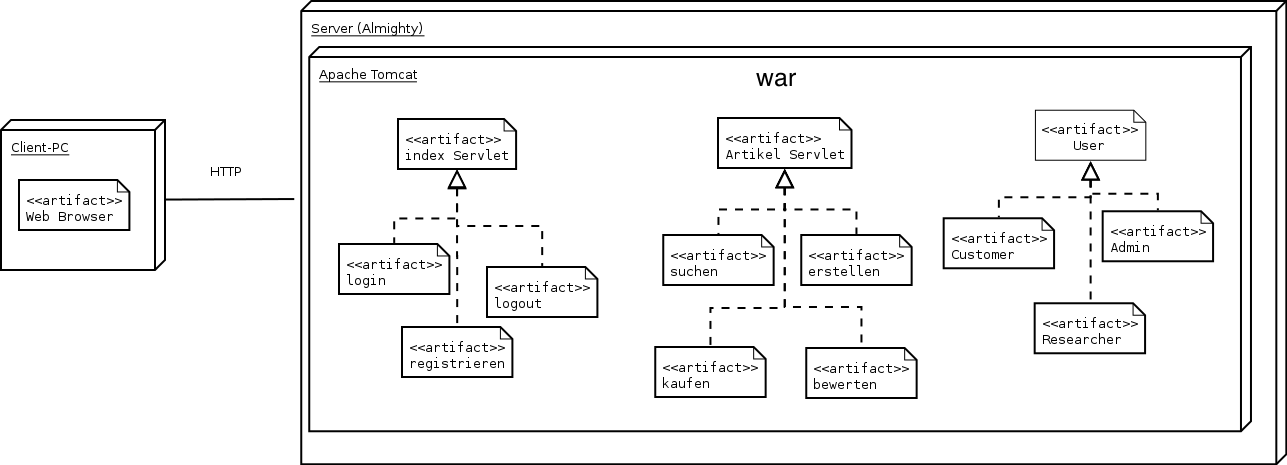 Server (Almighty)
Apache Tomcat
war
Client-PC
<<artifact>>
Web Browser
HTTP
<<artifact>>
index Servlet
<<artifact>>
login
<<artifact>>
logout
<<artifact>>
registrieren
<<artifact>>
Artikel Servlet
<<artifact>>
suchen
<<artifact>>
erstellen
<<artifact>>
kaufen
<<artifact>>
bewerten
<<artifact>>
User
<<artifact>>
Customer
<<artifact>>
Admin
<<artifact>>
Researcher